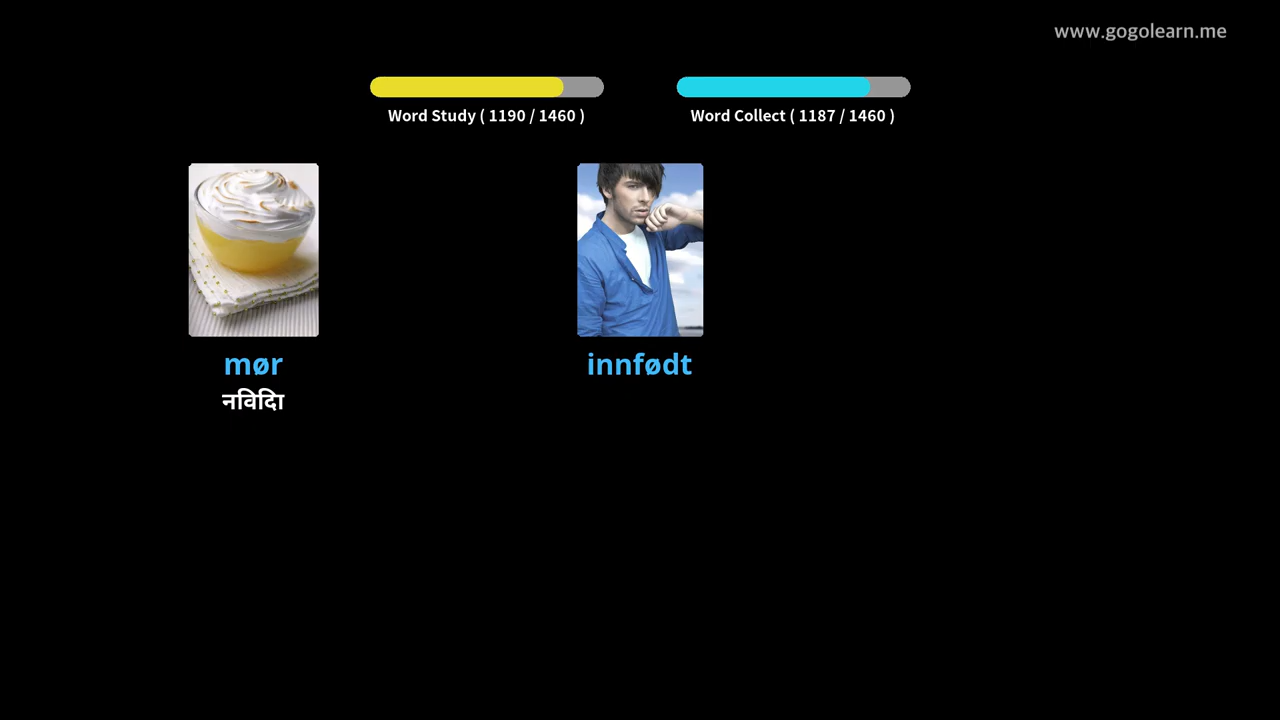 www.gogolearn.me
Word Study ( 1190 / 1460 )
Word Collect ( 1187 / 1460 )
mør
नविदिा
innfødt